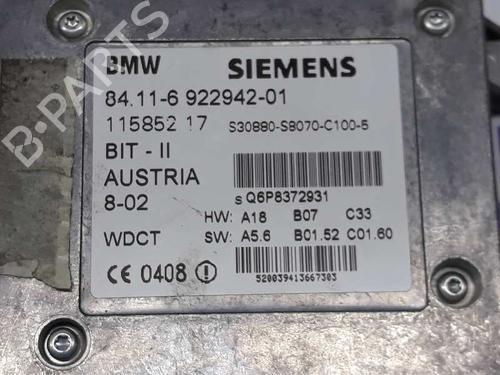 BMW SIEMENS
84.11-6 922942-01
115852 17 S30880-S8070-C100-5
BIT - II
AUSTRIA
S Q6P8372931
8-02
HW: A18 B07 C33
WDCT SW: A5.6 B01.52 C01.60
CE 0408
520039413667303
B-PARTS